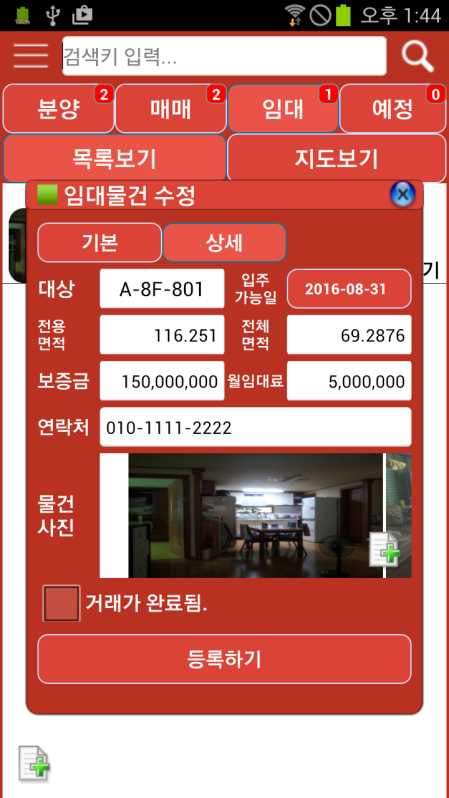 100%
오후 1:44
검색키 입력...
분양 2
매매 2
임대 1
예정 0
목록보기
지도보기
임대물건 수정
기
기본
상세
대상
A-8F-801
입주
가능일
2016-08-31
전용
면적
116.251
전체
면적
69.2876
보증금
150,000,000
월임대료
5,000,000
연락처
010-1111-2222
물건
사진
거래가 완료됨.
등록하기